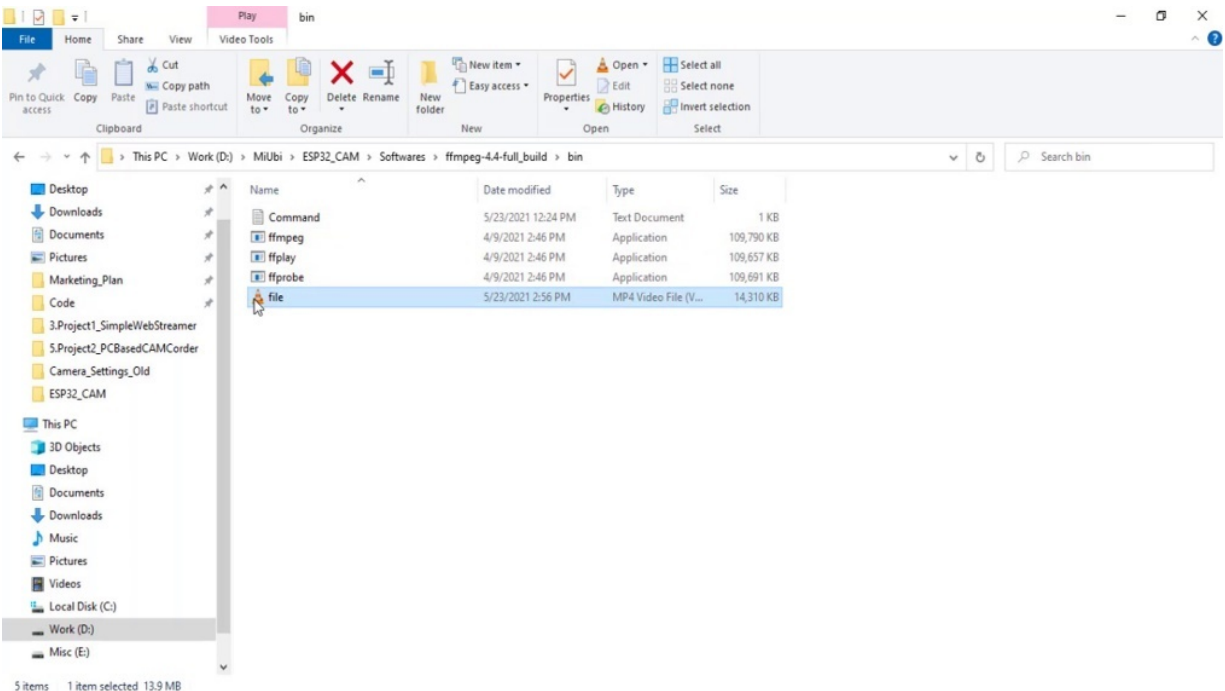 Play bin
File Home Share View Video Tools
Pin to Quick access
Copy
Paste
Cut
Copy path
Paste shortcut
Clipboard
Move to
Copy to
Delete
Rename
Organize
New folder
New item
Easy access
New
Properties
Open
Edit
History
Open
Select all
Select none
Invert selection
Select
This PC > Work (D:) > MiUbi > ESP32_CAM > Softwares > ffmpeg-4.4-full_build > bin
Search bin
Desktop
Downloads
Documents
Pictures
Marketing_Plan
Code
3.Project1_SimpleWebStreamer
5.Project2_PCBasedCAMCorder
Camera_Settings_Old
ESP32_CAM
This PC
3D Objects
Desktop
Documents
Downloads
Music
Pictures
Videos
Local Disk (C:)
Work (D:)
Misc (E:)
Name Date modified Type Size
Command 5/23/2021 12:24 PM Text Document 1 KB
ffmpeg 4/9/2021 2:46 PM Application 109,790 KB
ffplay 4/9/2021 2:46 PM Application 109,657 KB
ffprobe 4/9/2021 2:46 PM Application 109,691 KB
file 5/23/2021 2:56 PM MP4 Video File (V... 14,310 KB
5 items 1 item selected 13.9 MB